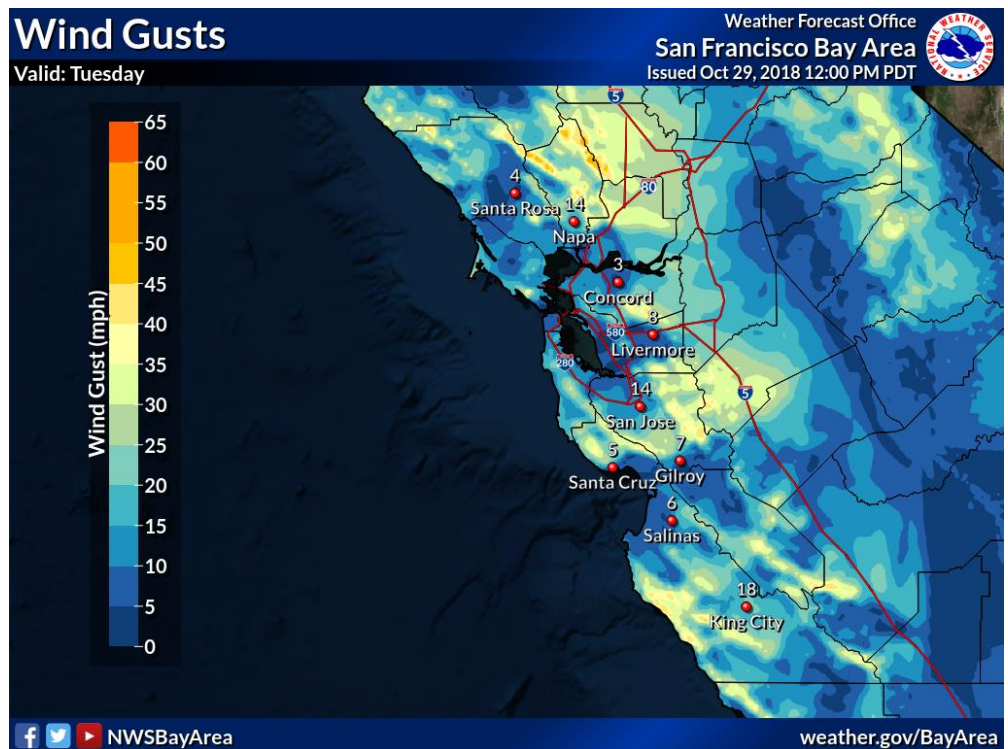 Wind Gusts
Weather Forecast Office
San Francisco Bay Area
Valid: Tuesday
Issued Oct 29, 2018 12:00 PM PDT
NATIONAL WEATHER SERVICE
Wind Gust (mph)
65
60
55
50
45
40
35
30
25
20
15
10
5
0
5
80
4
Santa Rosa
14
Napa
3
Concord
580
8
Livermore
280
5
14
San Jose
5
Santa Cruz
7
Gilroy
6
Salinas
18
King City
NWSBayArea
weather.gov/BayArea